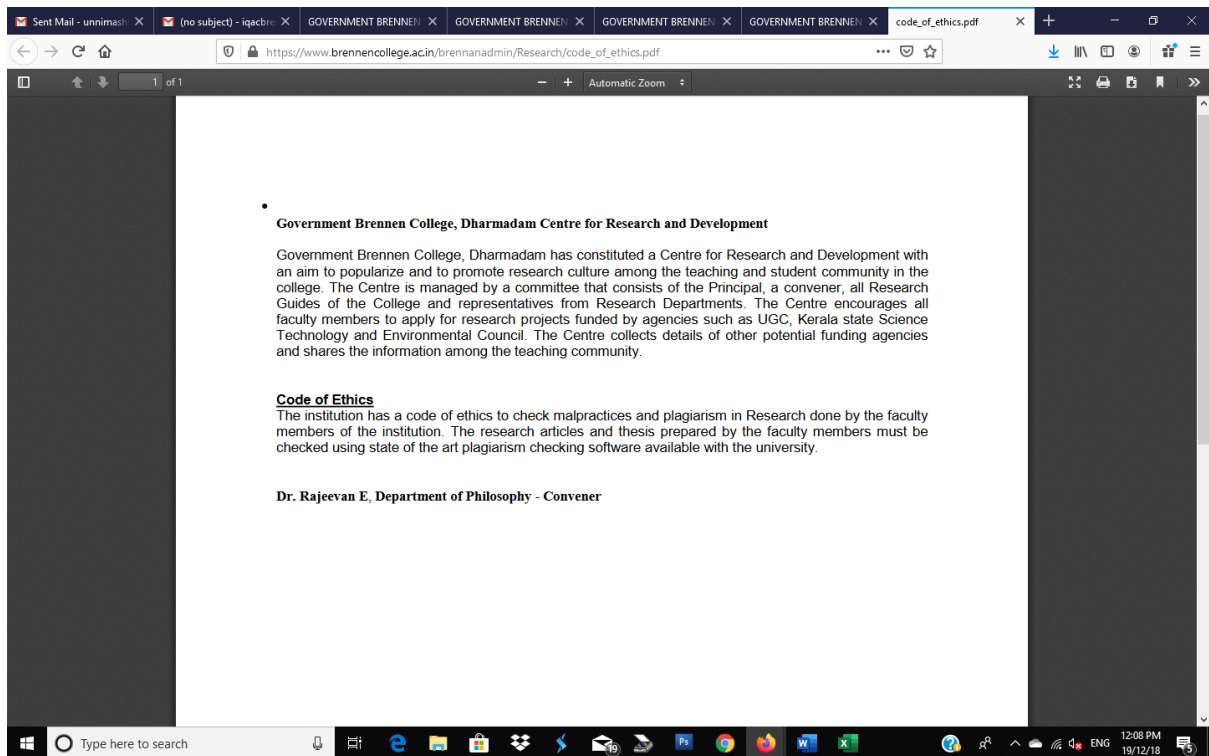 Sent Mail - unnimash
(no subject) - iqacbre
GOVERNMENT BRENNEN
GOVERNMENT BRENNEN
GOVERNMENT BRENNEN
GOVERNMENT BRENNEN
code_of_ethics.pdf
https://www.brennencollege.ac.in/brennanadmin/Research/code_of_ethics.pdf
1 of 1
Automatic Zoom
Government Brennen College, Dharmadam Centre for Research and Development
Government Brennen College, Dharmadam has constituted a Centre for Research and Development with
an aim to popularize and to promote research culture among the teaching and student community in the
college. The Centre is managed by a committee that consists of the Principal, a convener, all Research
Guides of the College and representatives from Research Departments. The Centre encourages all
faculty members to apply for research projects funded by agencies such as UGC, Kerala state Science
Technology and Environmental Council. The Centre collects details of other potential funding agencies
and shares the information among the teaching community.
Code of Ethics
The institution has a code of ethics to check malpractices and plagiarism in Research done by the faculty
members of the institution. The research articles and thesis prepared by the faculty members must be
checked using state of the art plagiarism checking software available with the university.
Dr. Rajeevan E, Department of Philosophy - Convener
Type here to search
19
Ps
ENG
12:08 PM
19/12/18
5